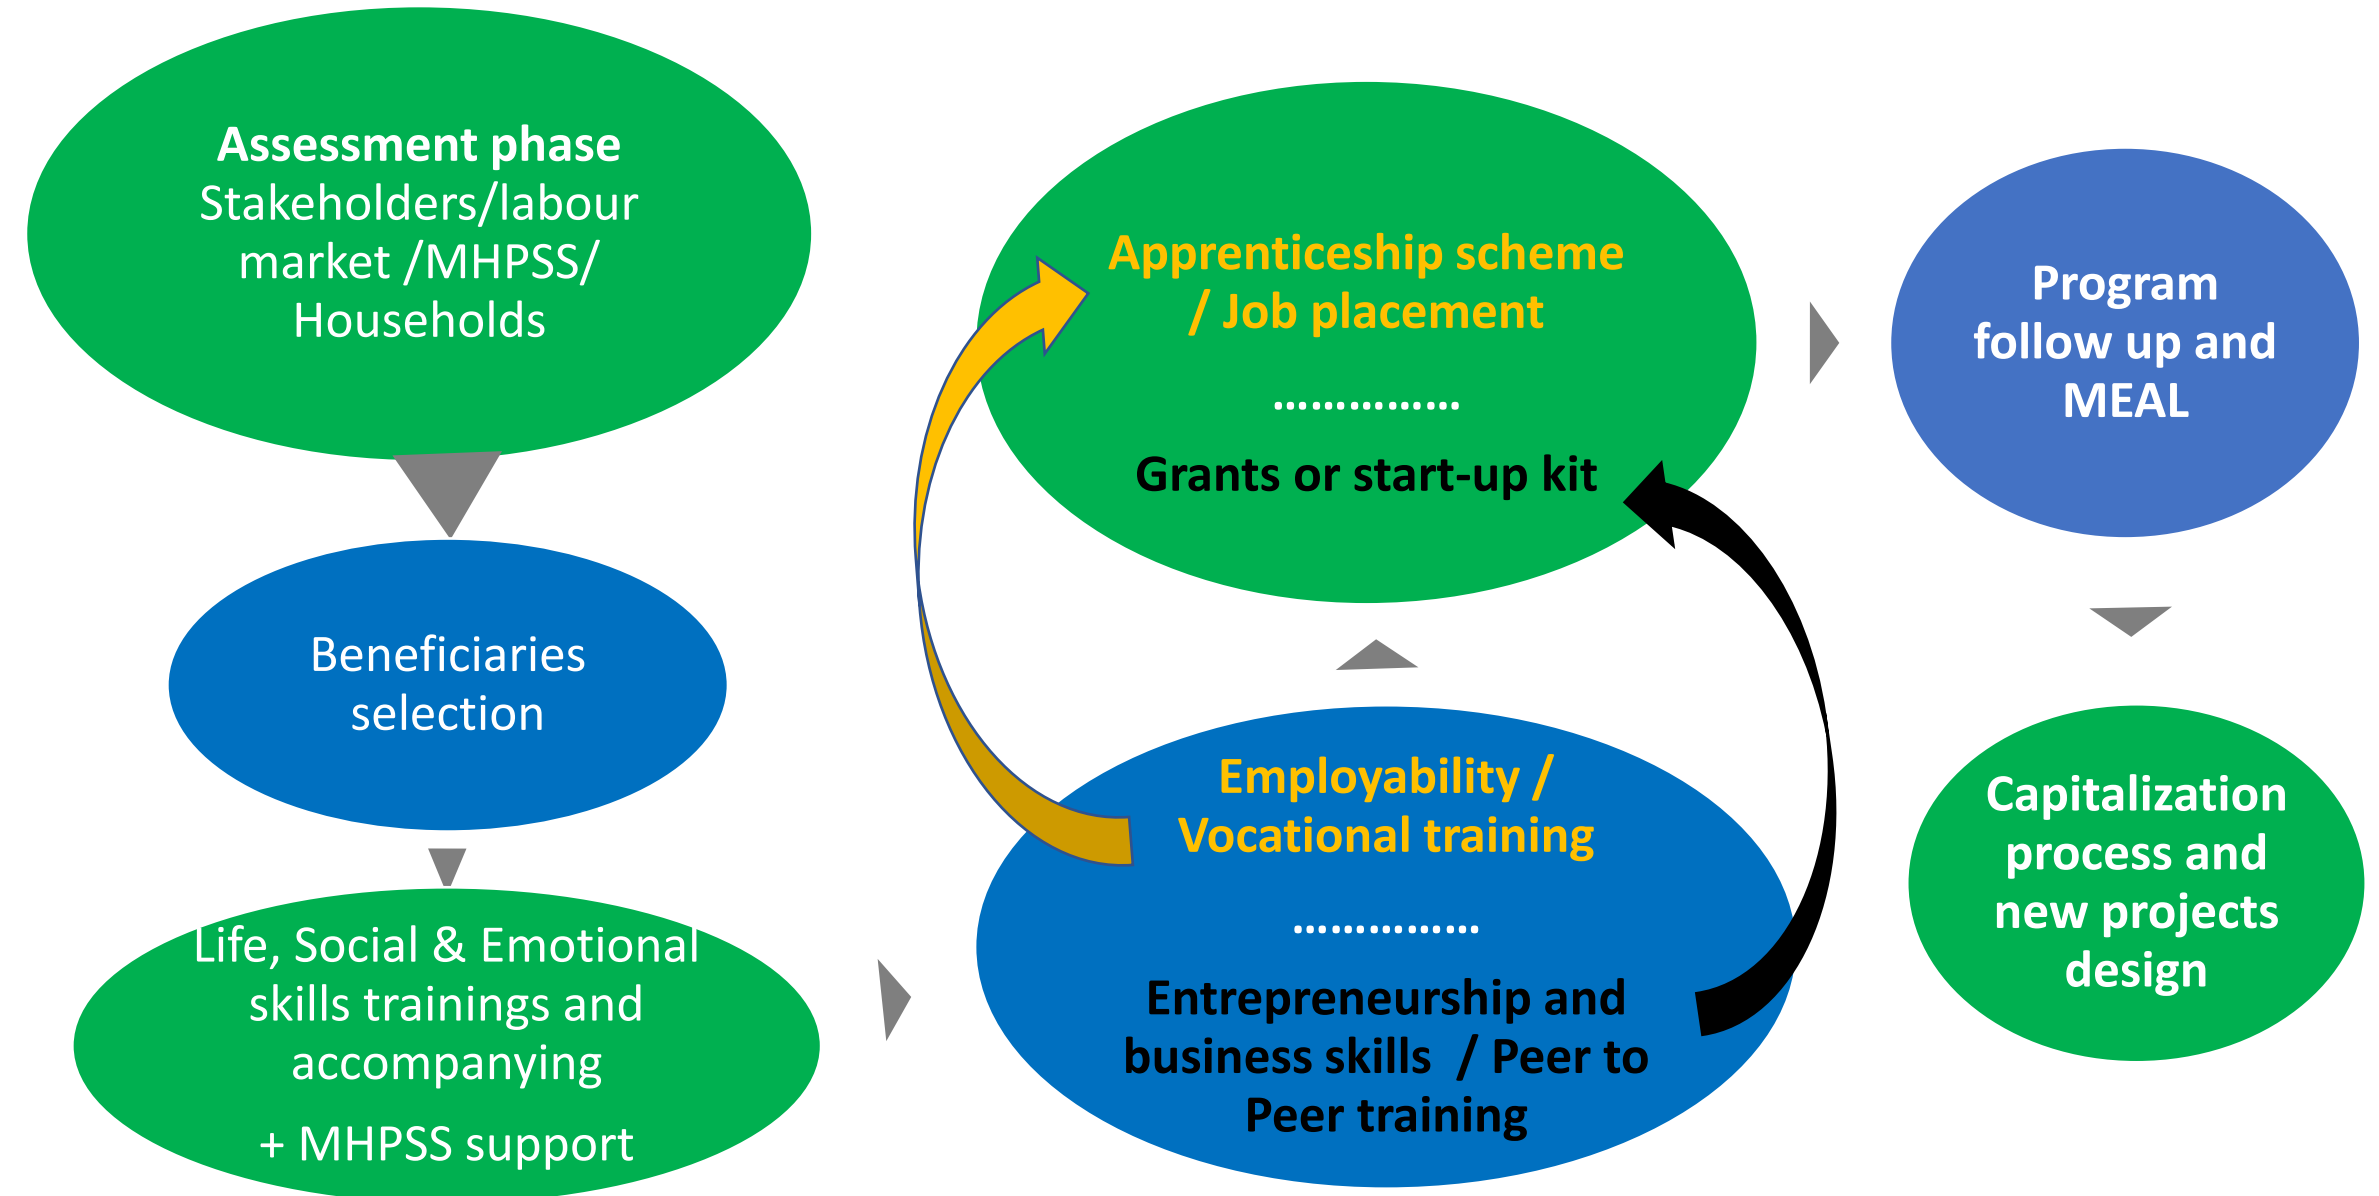 Assessment phase
Stakeholders/labour
market /MHPSS/
Households
Beneficiaries
selection
Life, Social & Emotional
skills trainings and
accompanying
+ MHPSS support
Employability /
Vocational training
……………
Entrepreneurship and
business skills  / Peer to
Peer training
Apprenticeship scheme
/ Job placement
……………
Grants or start-up kit
Program
follow up and
MEAL
Capitalization
process and
new projects
design